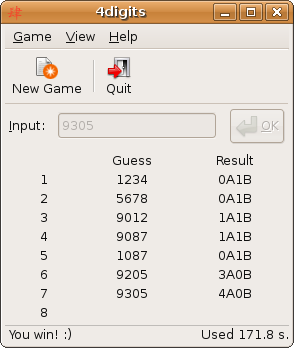 4digits
Game View Help
New Game Quit
Input: 9305 OK
Guess Result
1 1234 0A1B
2 5678 0A1B
3 9012 1A1B
4 9087 1A1B
5 1087 0A1B
6 9205 3A0B
7 9305 4A0B
8
You win! :) Used 171.8 s.